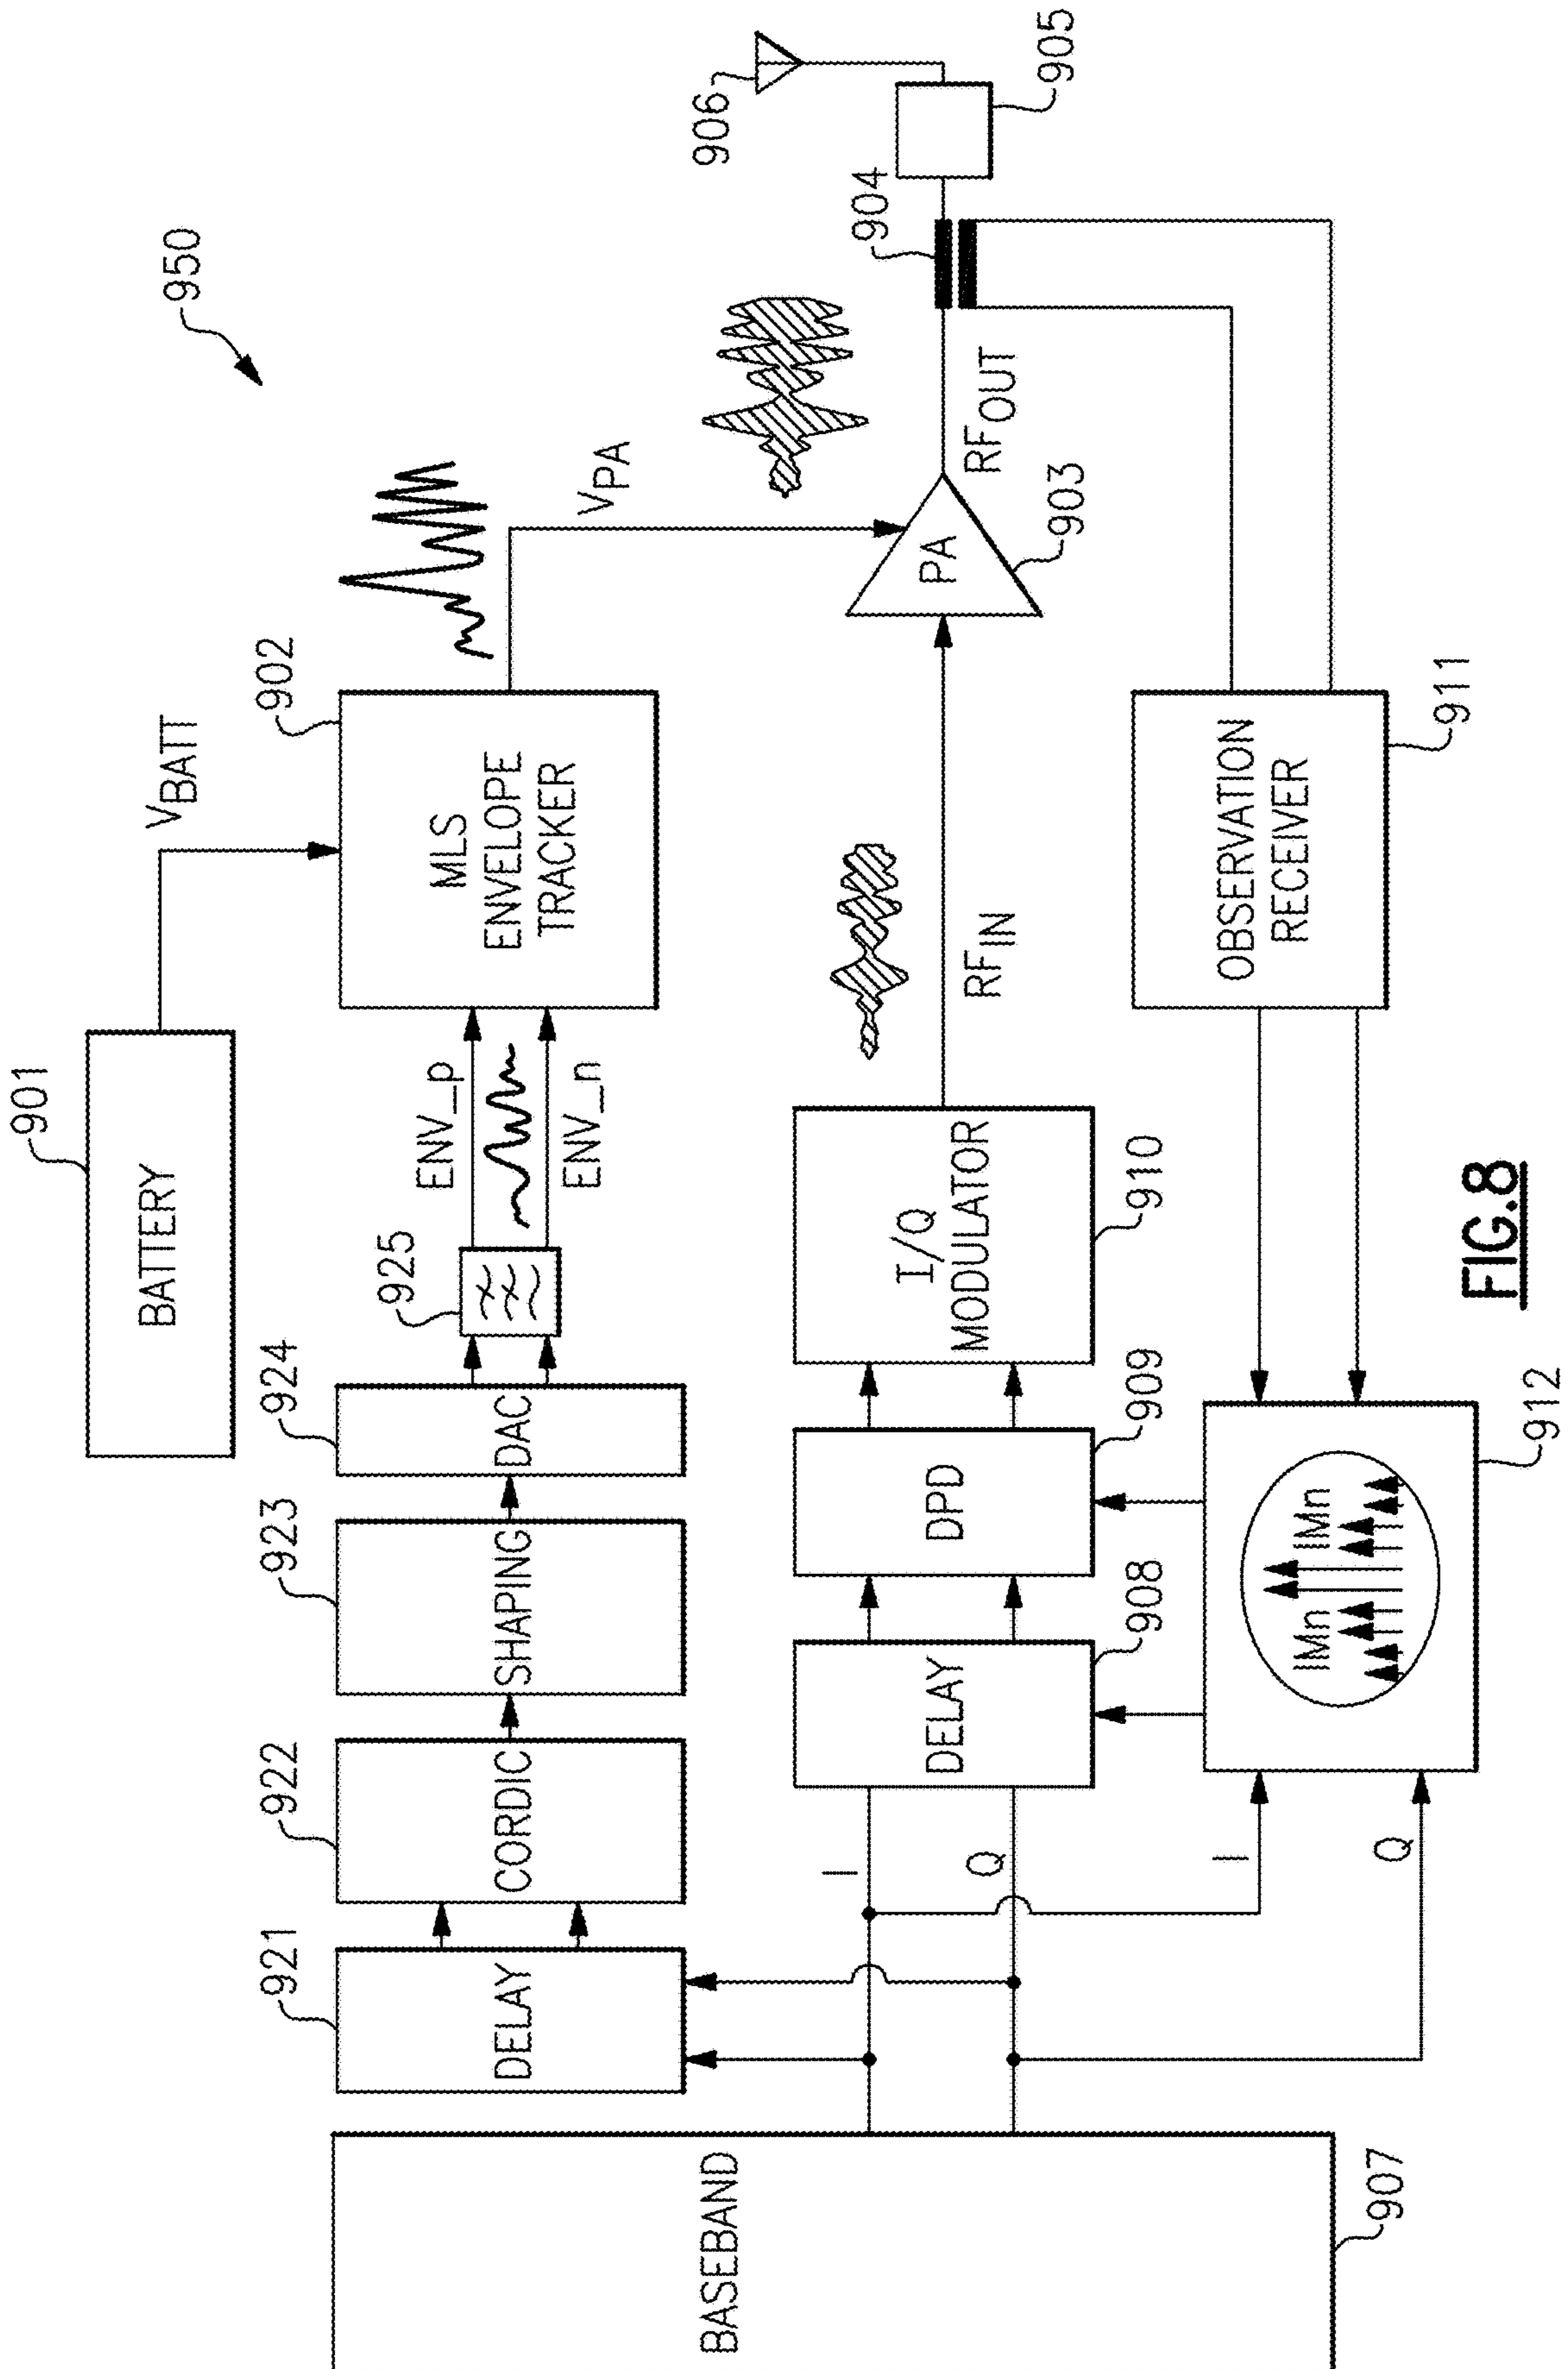 950
901
BATTERY
VBATT
902
MLS
ENVELOPE
TRACKER
VPA
921
DELAY
922
CORDIC
923
SHAPING
924
DAC
925
ENV_p
ENV_n
906
904
905
BASEBAND
907
I
Q
DELAY
908
DPD
909
I/Q
MODULATOR
910
RFIN
PA
903
RFOUT
I
Q
IMn
IMn
912
OBSERVATION
RECEIVER
911
FIG.8